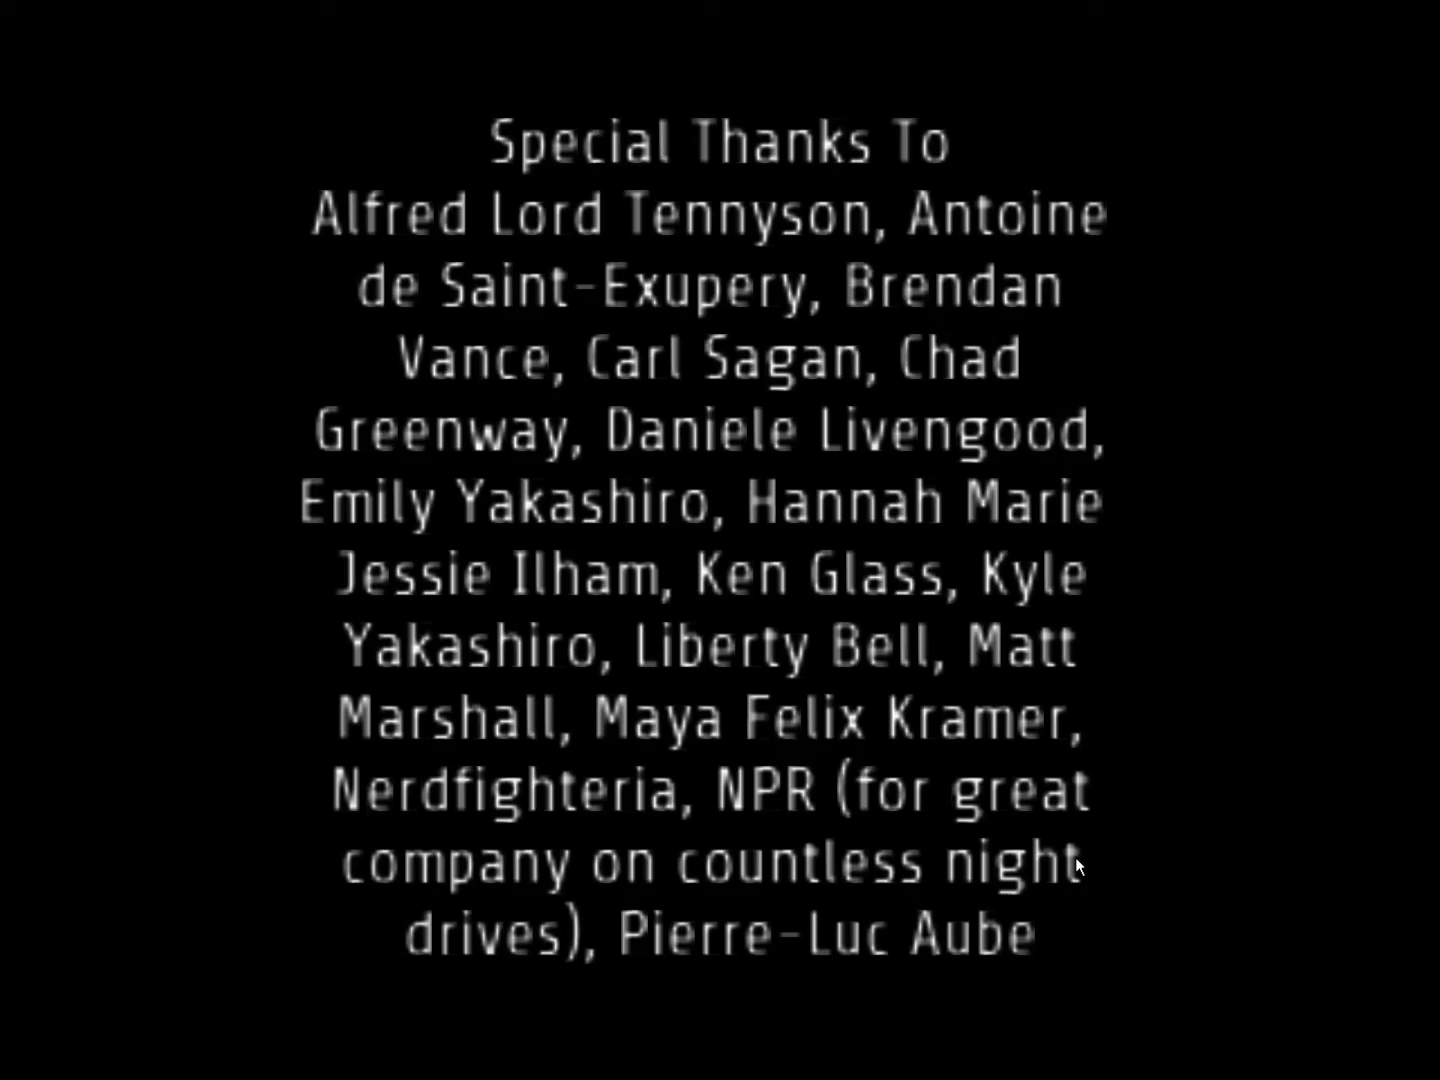 Special Thanks To
Alfred Lord Tennyson, Antoine
de Saint-Exupery, Brendan
Vance, Carl Sagan, Chad
Greenway, Daniele Livengood,
Emily Yakashiro, Hannah Marie
Jessie Ilham, Ken Glass, Kyle
Yakashiro, Liberty Bell, Matt
Marshall, Maya Felix Kramer,
Nerdfighteria, NPR (for great
company on countless night
drives), Pierre-Luc Aube